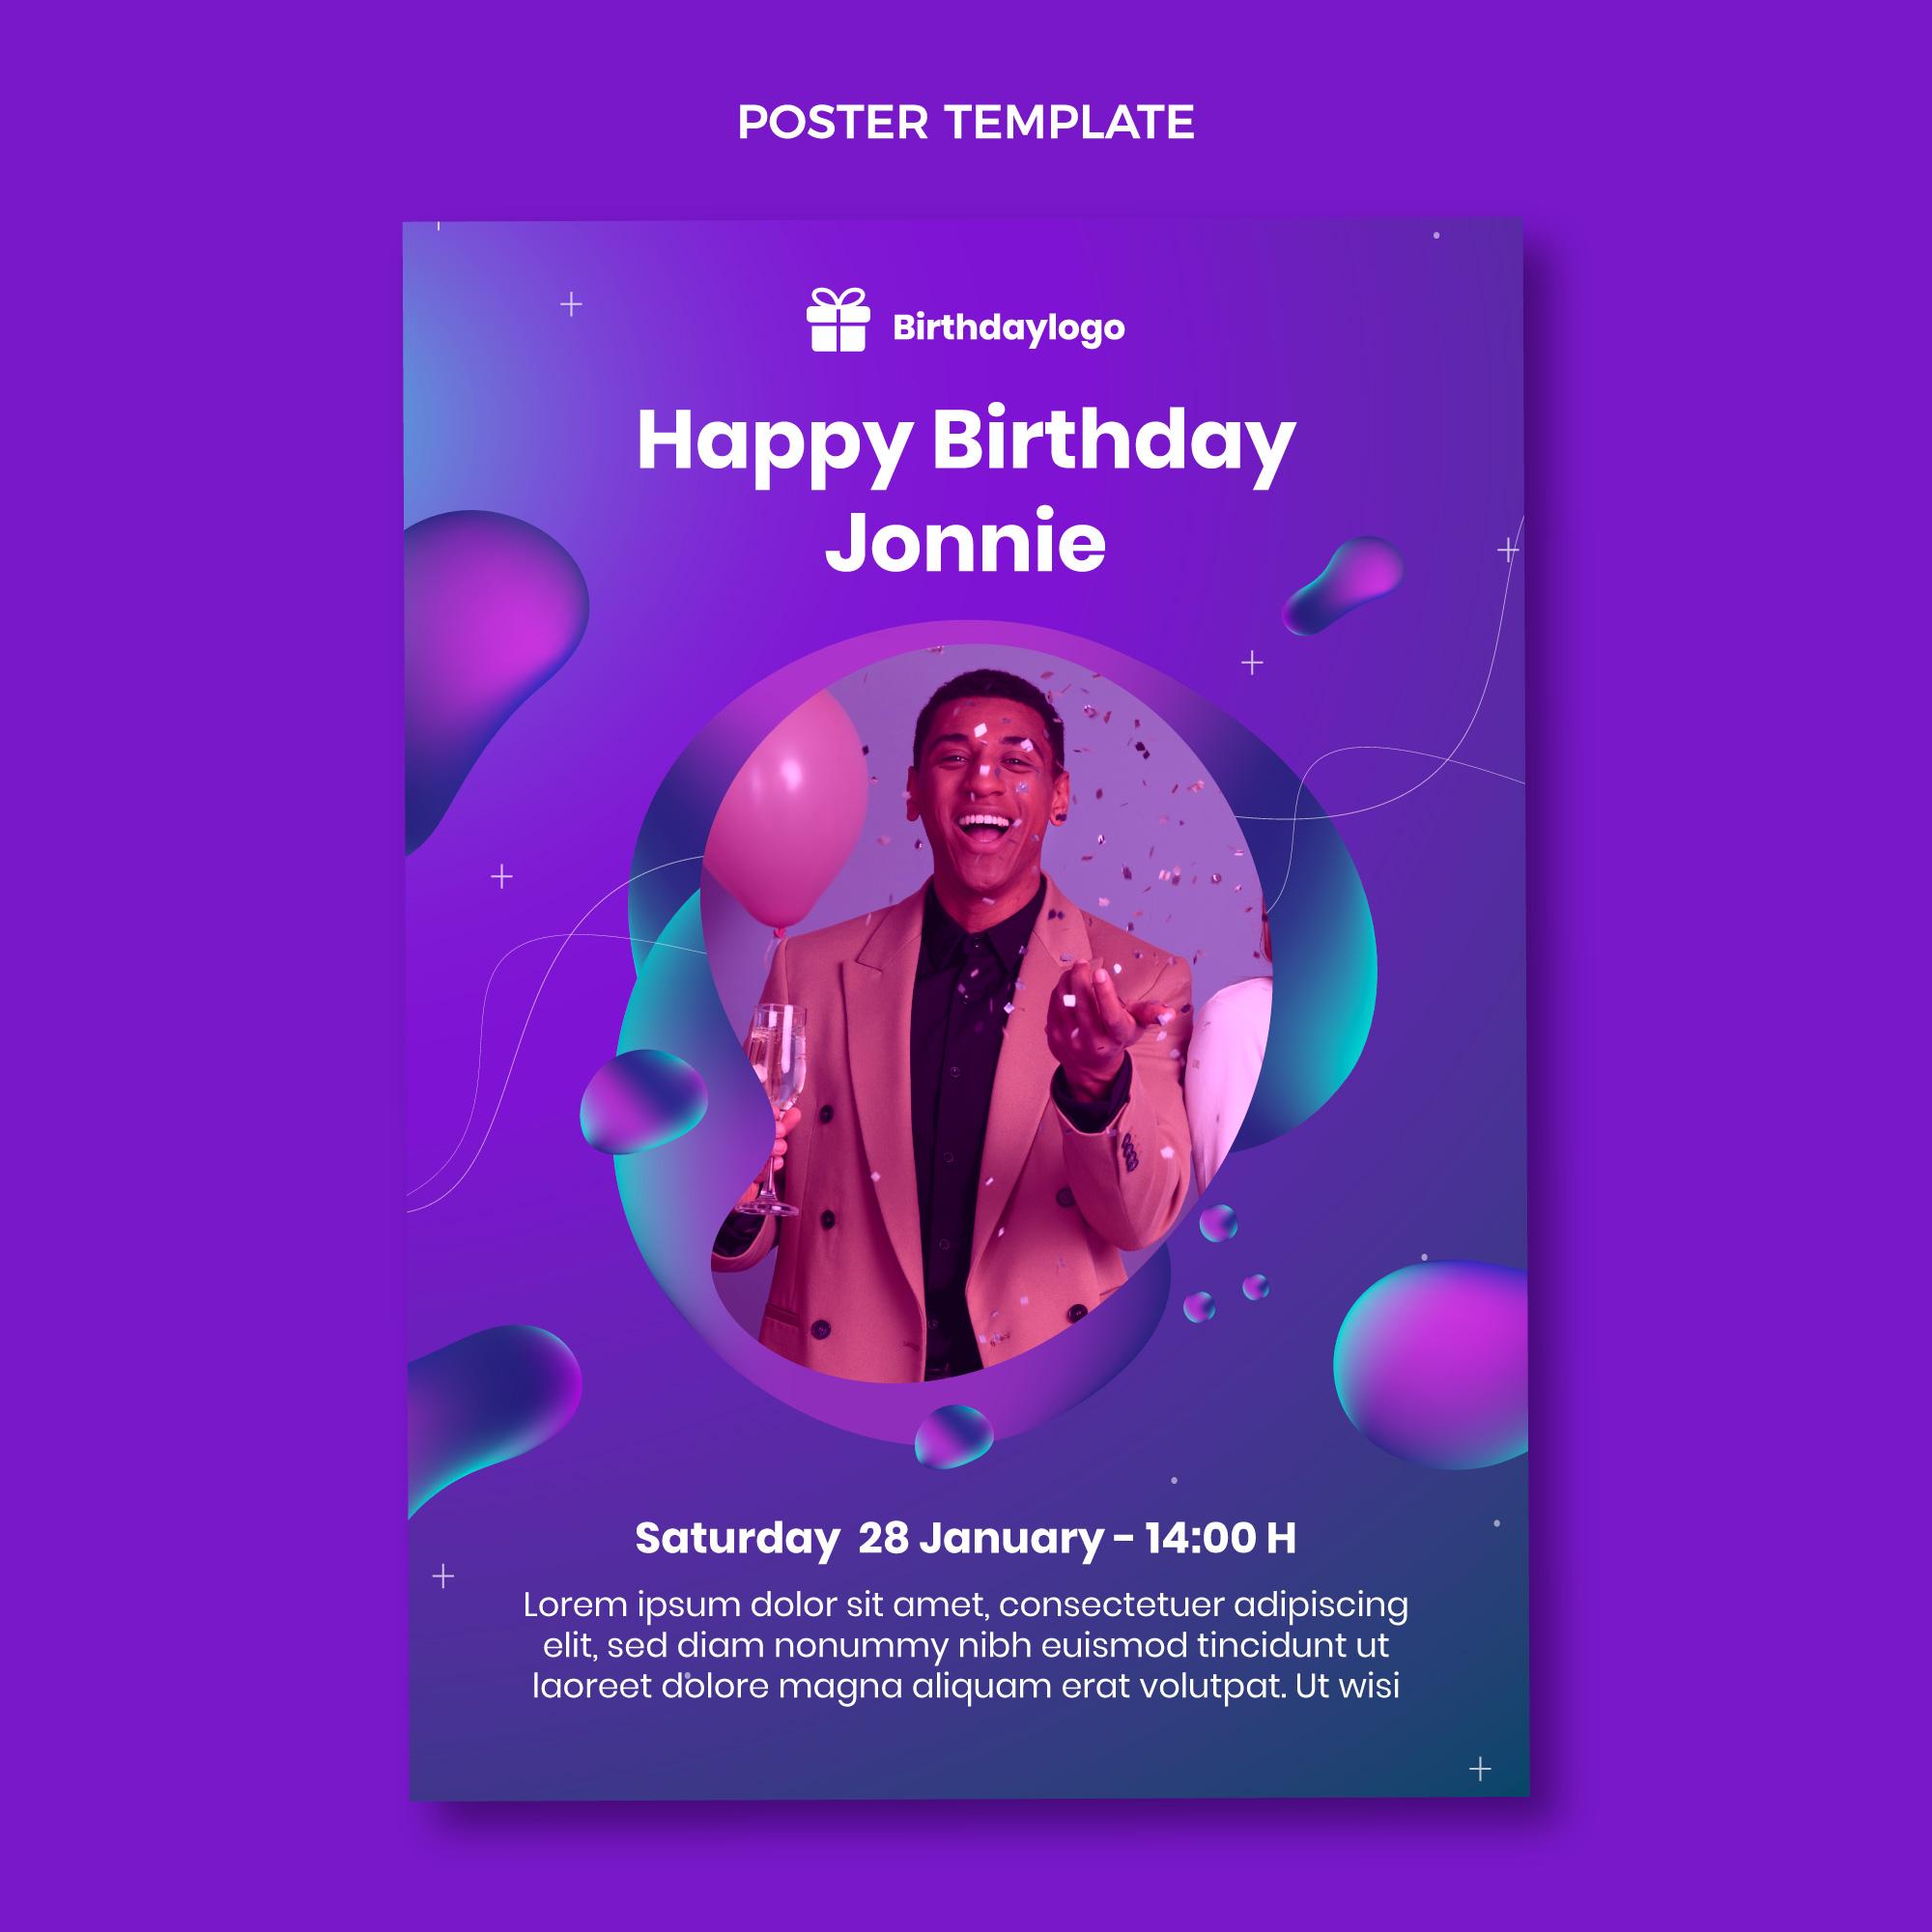 POSTER TEMPLATE
Birthdaylogo
Happy Birthday
Jonnie
Saturday 28 January - 14:00 H
Lorem ipsum dolor sit amet, consectetuer adipiscing
elit, sed diam nonummy nibh euismod tincidunt ut
laoreet dolore magna aliquam erat volutpat. Ut wisi